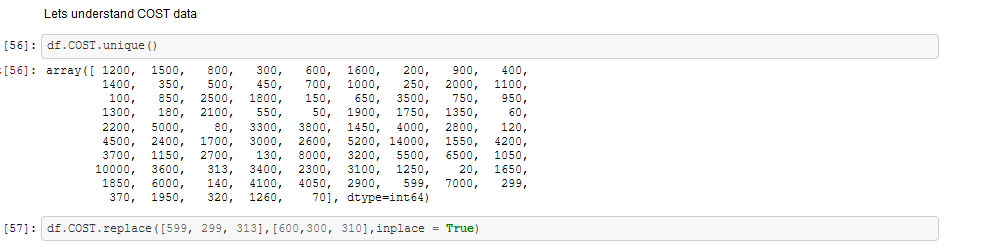 Lets understand COST data
[56]: df.COST.unique()
[56]: array([ 1200, 1500, 800, 300, 600, 1600, 200, 900, 400,
1400, 350, 500, 450, 700, 1000, 250, 2000, 1100,
100, 850, 2500, 1800, 150, 650, 3500, 750, 950,
1300, 180, 2100, 550, 50, 1900, 1750, 1350, 60,
2200, 5000, 80, 3300, 3800, 1450, 4000, 2800, 120,
4500, 2400, 1700, 3000, 2600, 5200, 14000, 1550, 4200,
3700, 1150, 2700, 130, 8000, 3200, 5500, 6500, 1050,
10000, 3600, 313, 3400, 2300, 3100, 1250, 20, 1650,
1850, 6000, 140, 4100, 4050, 2900, 599, 7000, 299,
370, 1950, 320, 1260, 70], dtype=int64)
[57]: df.COST.replace([599, 299, 313],[600,300, 310],inplace = True)